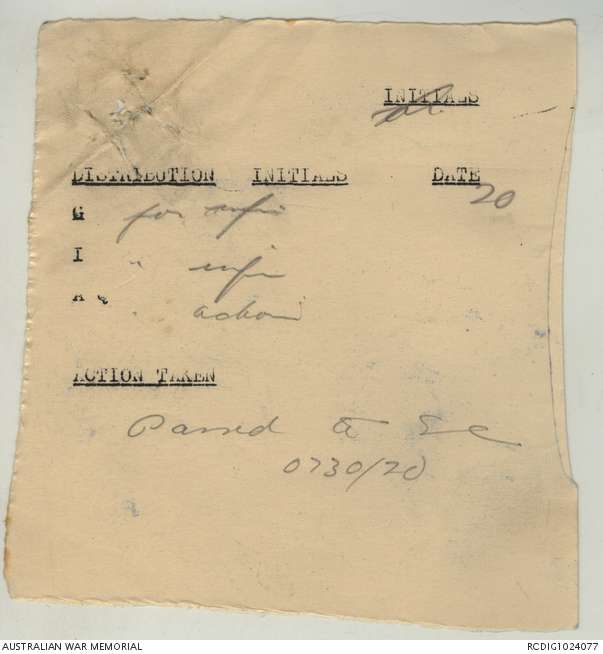 INITIALS
DISTRIBUTION INITIALS DATE
20
G for info
I " info
A & " action
ACTION TAKEN
Passed to
0730/20
AUSTRALIAN WAR MEMORIAL RCDIG1024077